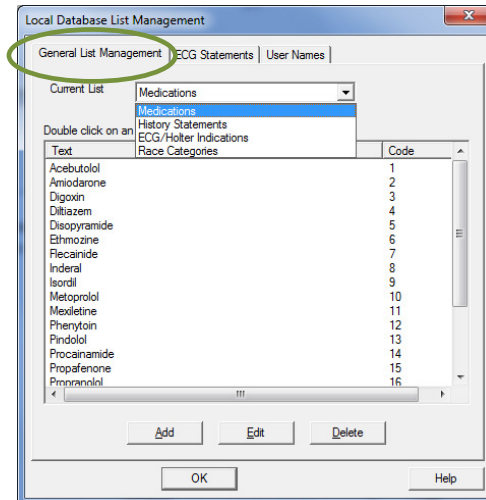 Local Database List Management
General List Management ECG Statements User Names
Current List Medications
Medications
History Statements
ECG/Holter Indications
Race Categories
Double click on an
Text Code
Acebutolol 1
Amiodarone 2
Digoxin 3
Diltiazem 4
Disopyramide 5
Ethmozine 6
Flecainide 7
Inderal 8
Isordil 9
Metoprolol 10
Mexiletine 11
Phenytoin 12
Pindolol 13
Procainamide 14
Propafenone 15
Propranolol 16
Add Edit Delete
OK Help